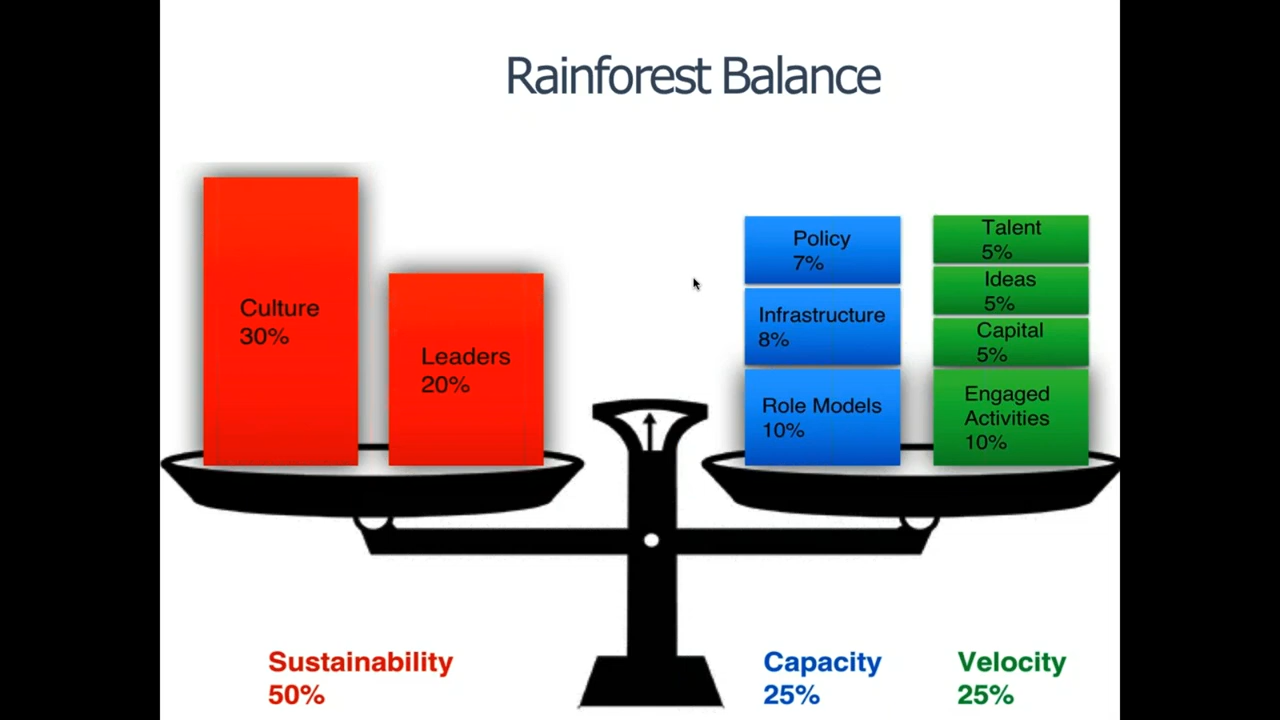 Rainforest Balance
Culture
30%
Leaders
20%
Policy
7%
Infrastructure
8%
Role Models
10%
Talent
5%
Ideas
5%
Capital
5%
Engaged
Activities
10%
Sustainability
50%
Capacity
25%
Velocity
25%